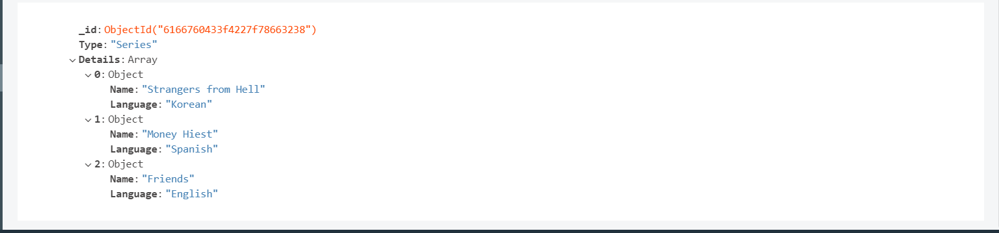 _id: ObjectId("6166760433f4227f78663238")
Type: "Series"
Details: Array
0: Object
Name: "Strangers from Hell"
Language: "Korean"
1: Object
Name: "Money Hiest"
Language: "Spanish"
2: Object
Name: "Friends"
Language: "English"